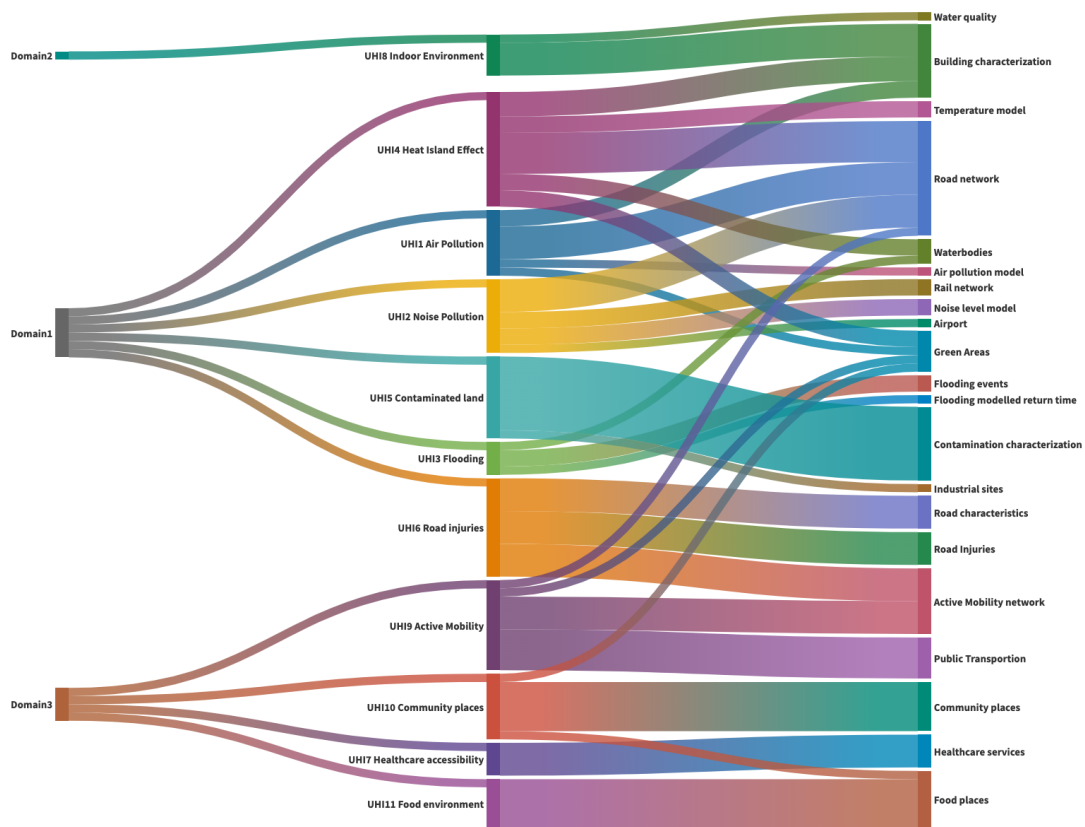 Domain2
Domain1
Domain3
UHI8 Indoor Environment
UHI4 Heat Island Effect
UHI1 Air Pollution
UHI2 Noise Pollution
UHI5 Contaminated land
UHI3 Flooding
UHI6 Road injuries
UHI9 Active Mobility
UHI10 Community places
UHI7 Healthcare accessibility
UHI11 Food environment
Water quality
Building characterization
Temperature model
Road network
Waterbodies
Air pollution model
Rail network
Noise level model
Airport
Green Areas
Flooding events
Flooding modelled return time
Contamination characterization
Industrial sites
Road characteristics
Road Injuries
Active Mobility network
Public Transportion
Community places
Healthcare services
Food places